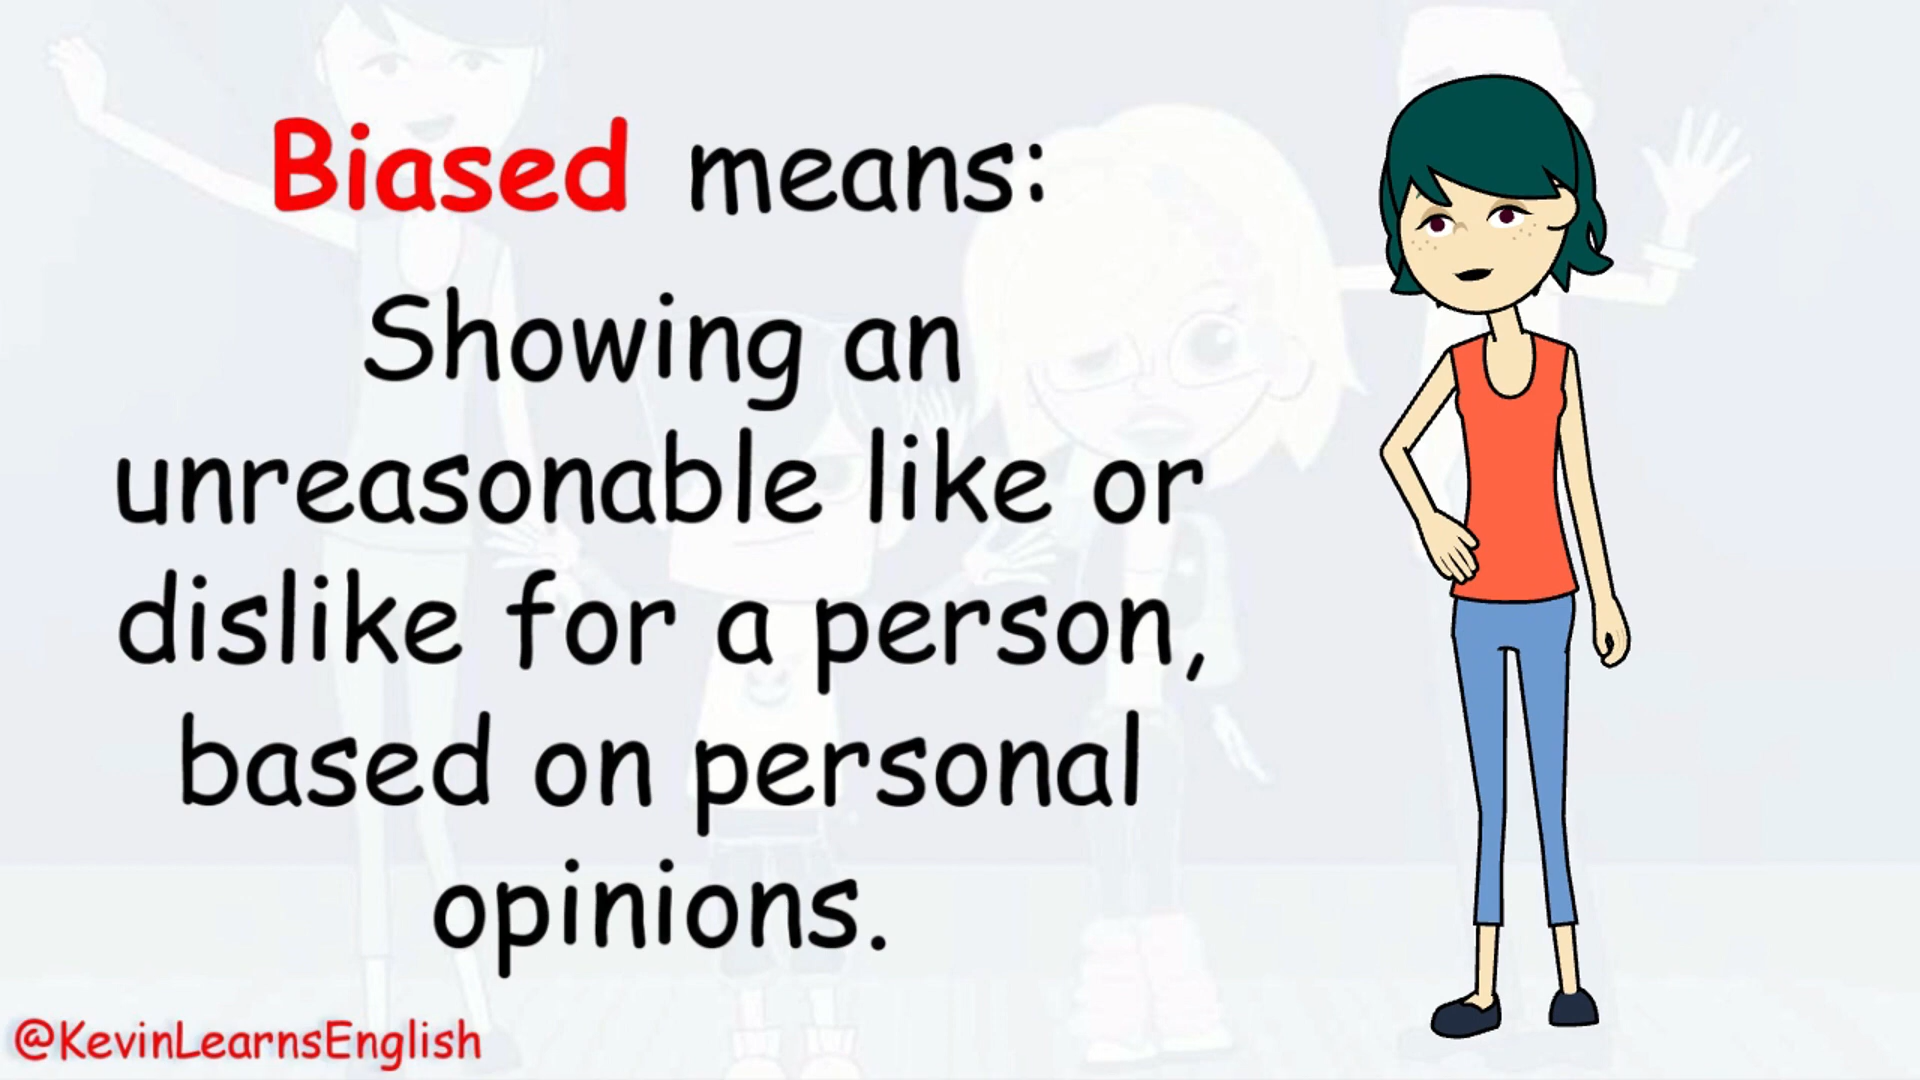 Biased means:
Showing an
unreasonable like or
dislike for a person,
based on personal
opinions.
@KevinLearnsEnglish